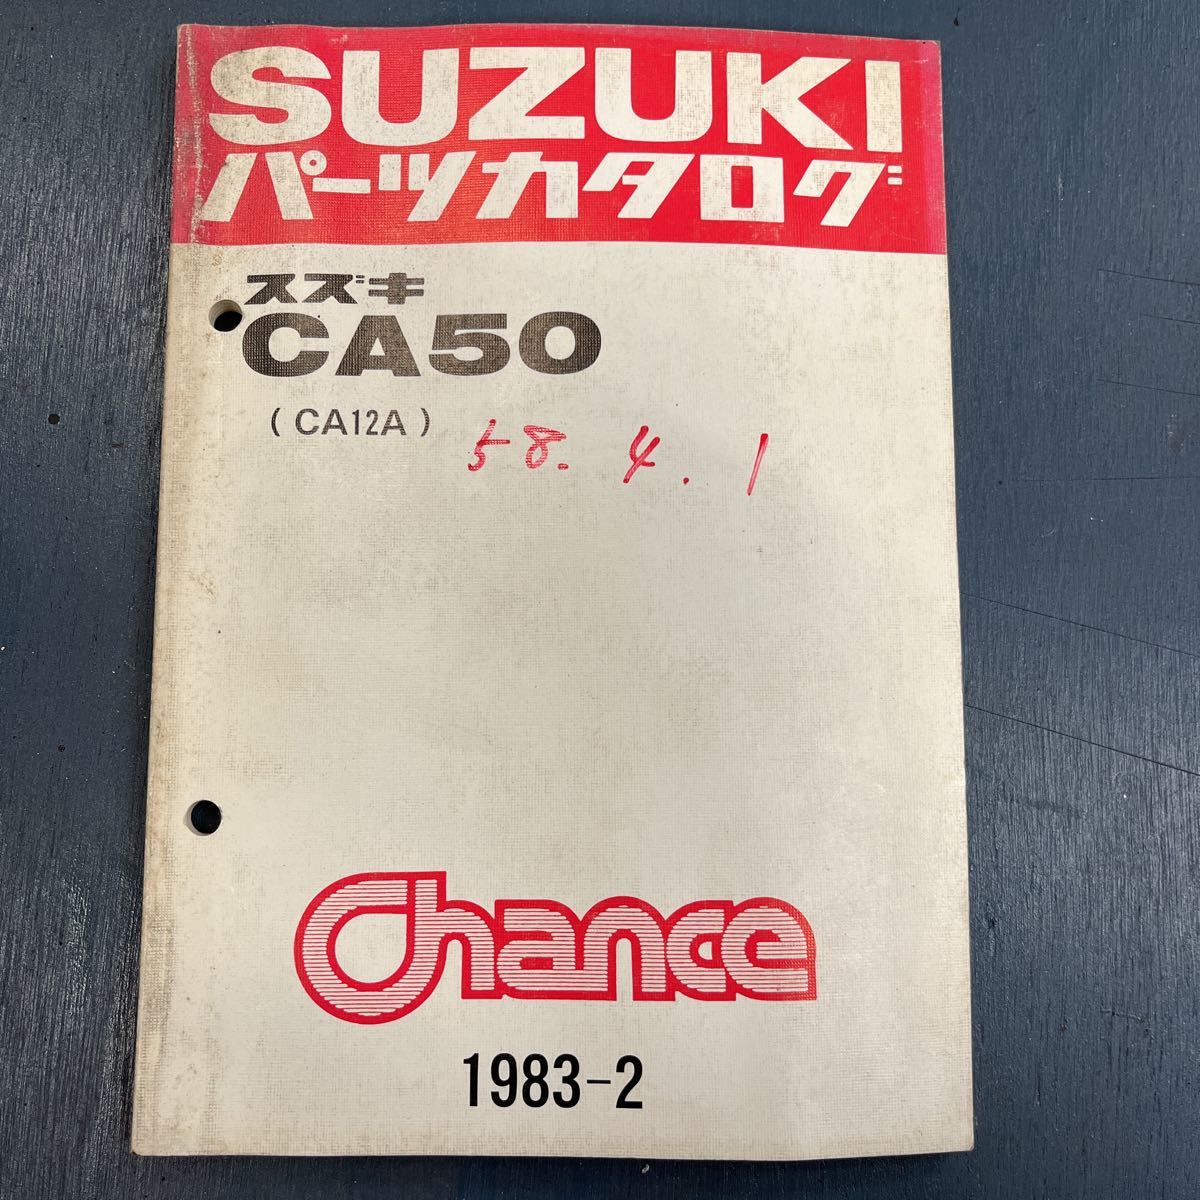 SUZUKI
パーツカタログ
スズキ
CA50
( CA12A )
58. 4. 1
Chance
1983-2